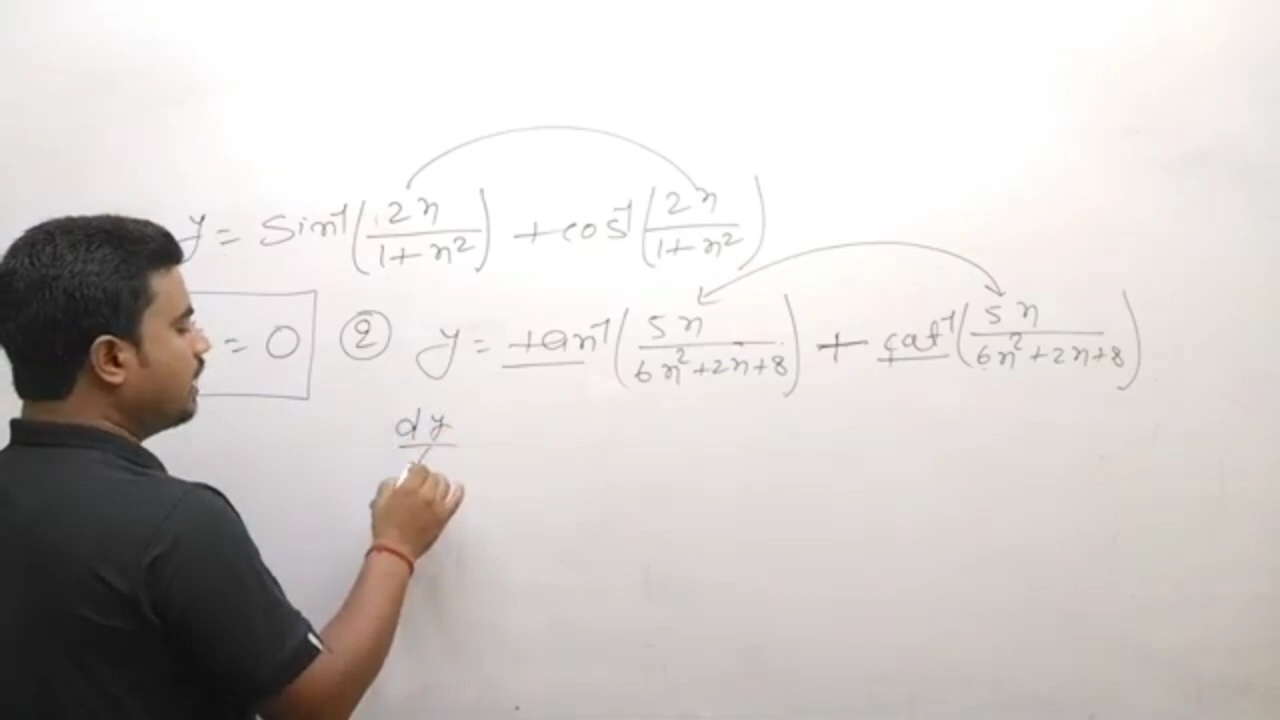 y = Sin⁻¹(2x/1+x²) + cos⁻¹(2x/1+x²)
= 0 ② y = tan⁻¹(5x/6x²+2x+8) + cot⁻¹(5x/6x²+2x+8)
dy